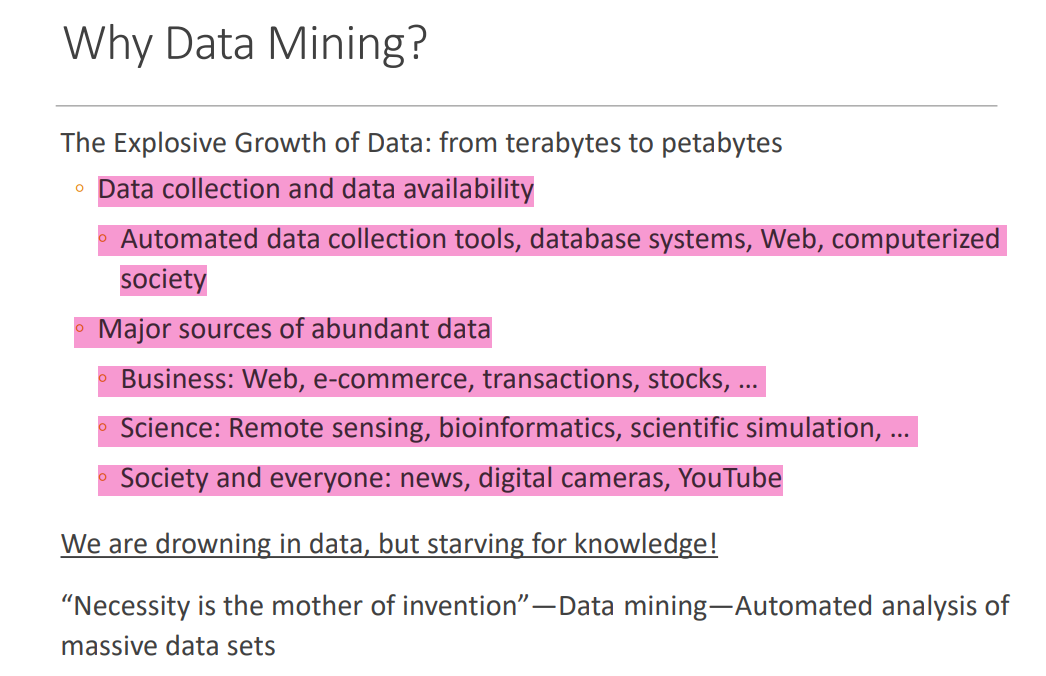 Why Data Mining?
The Explosive Growth of Data: from terabytes to petabytes
◦ Data collection and data availability
◦ Automated data collection tools, database systems, Web, computerized
society
◦ Major sources of abundant data
◦ Business: Web, e-commerce, transactions, stocks, …
◦ Science: Remote sensing, bioinformatics, scientific simulation, …
◦ Society and everyone: news, digital cameras, YouTube
We are drowning in data, but starving for knowledge!
“Necessity is the mother of invention”—Data mining—Automated analysis of
massive data sets